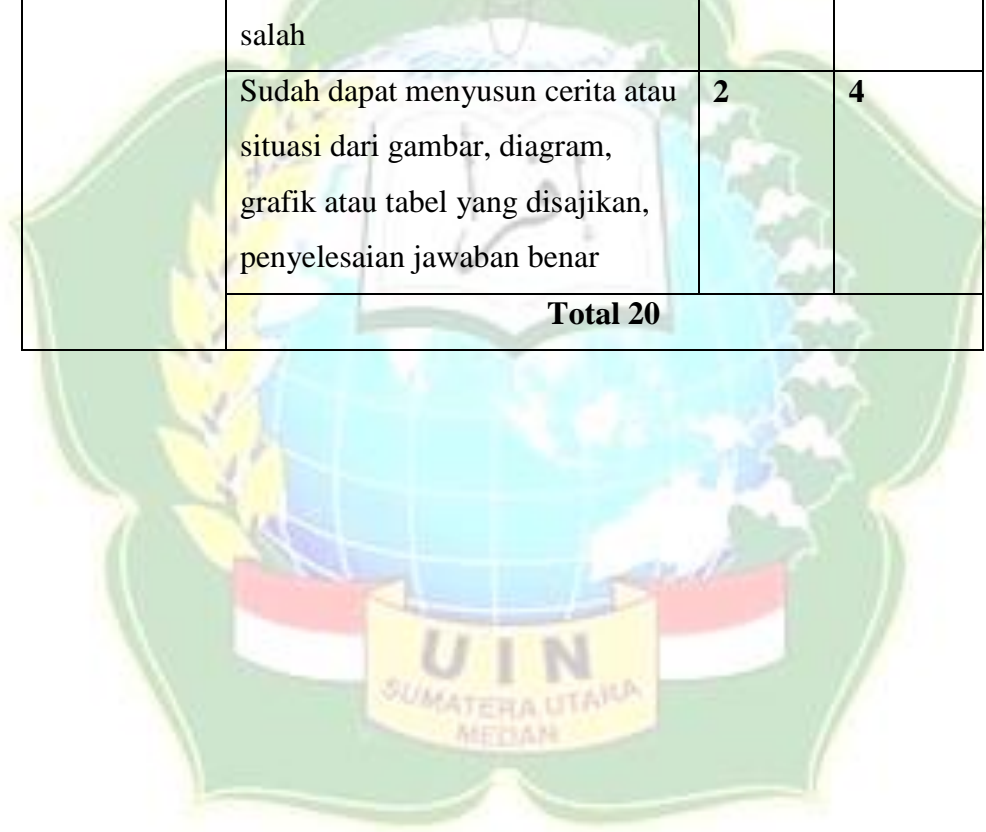 salah
Sudah dapat menyusun cerita atau 2 4
situasi dari gambar, diagram,
grafik atau tabel yang disajikan,
penyelesaian jawaban benar
Total 20
UIN
SUMATERA UTARA
MEDAN